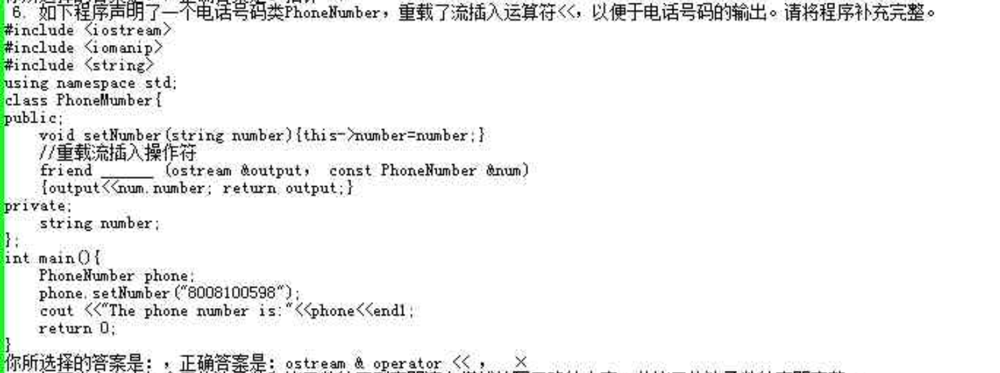 6. 如下程序声明了一个电话号码类PhoneNumber，重载了流插入运算符<<，以便于电话号码的输出。请将程序补充完整。
#include <iostream>
#include <iomanip>
#include <string>
using namespace std;
class PhoneMumber{
public;
void setNumber(string number){this->number=number;}
//重载流插入操作符
friend ______ (ostream &output， const PhoneNumber &num)
{output<<num.number; return output;}
private;
string number;
};
int main(){
PhoneNumber phone;
phone.setNumber("8008100598");
cout <<"The phone number is:"<<phone<<end1;
return 0;
}
你所选择的答案是：，正确答案是：ostream & operator <<， ×